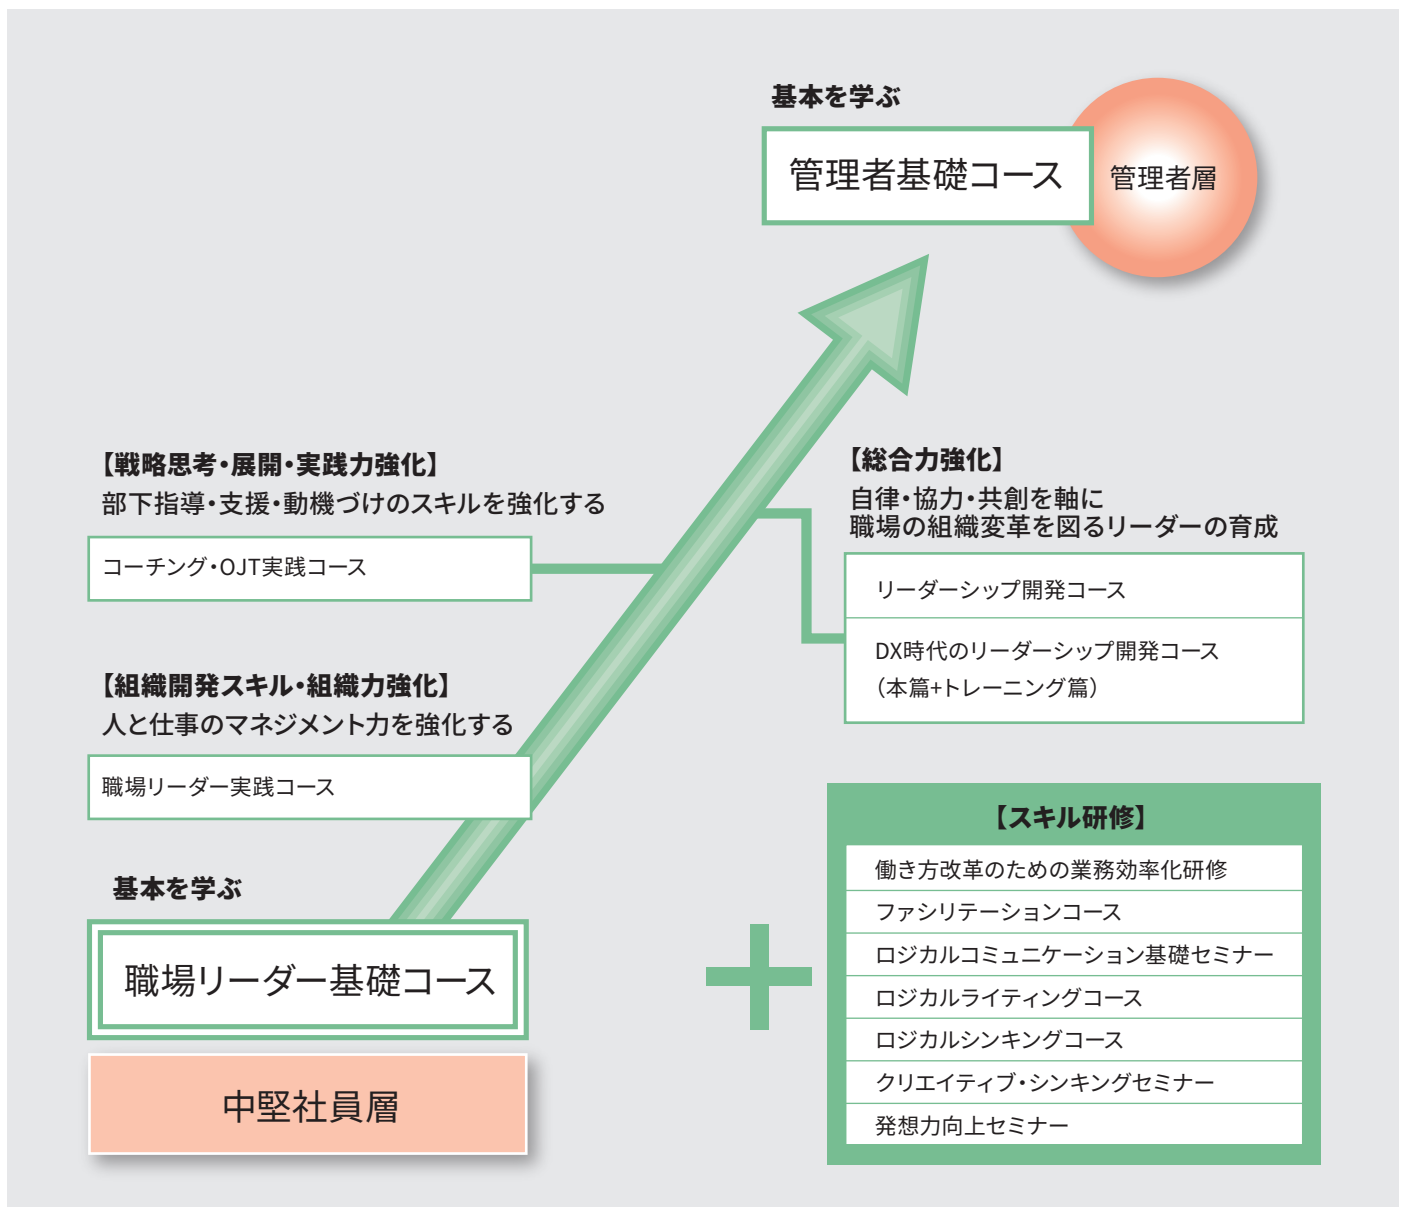 基本を学ぶ
管理者基礎コース
管理者層
【戦略思考・展開・実践力強化】
部下指導・支援・動機づけのスキルを強化する
コーチング・OJT実践コース
【総合力強化】
自律・協力・共創を軸に
職場の組織変革を図るリーダーの育成
リーダーシップ開発コース
DX時代のリーダーシップ開発コース
（本篇+トレーニング篇）
【組織開発スキル・組織力強化】
人と仕事のマネジメント力を強化する
職場リーダー実践コース
基本を学ぶ
職場リーダー基礎コース
中堅社員層
【スキル研修】
働き方改革のための業務効率化研修
ファシリテーションコース
ロジカルコミュニケーション基礎セミナー
ロジカルライティングコース
ロジカルシンキングコース
クリエイティブ・シンキングセミナー
発想力向上セミナー